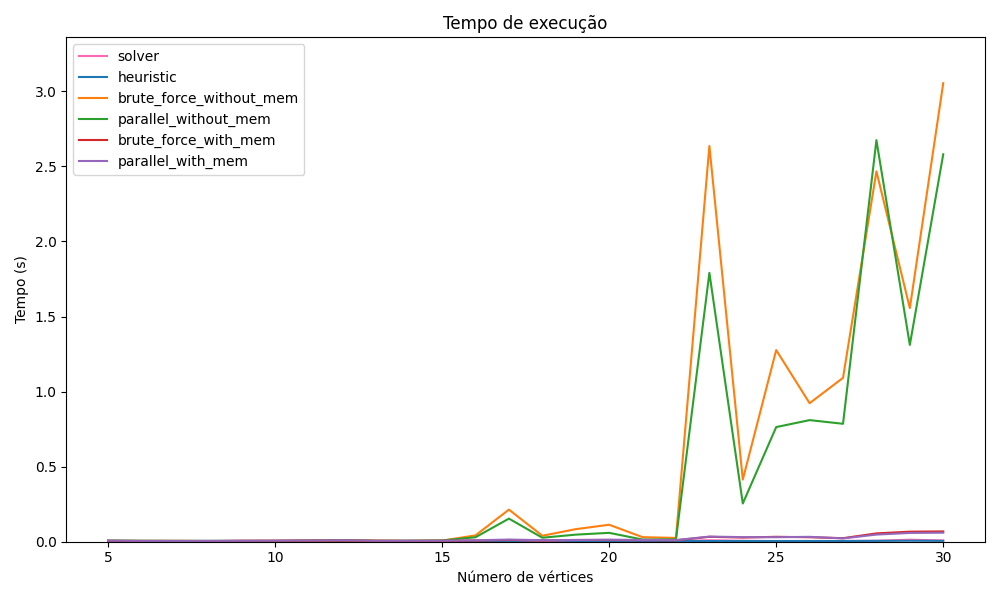 Tempo de execução
solver
heuristic
brute_force_without_mem
parallel_without_mem
brute_force_with_mem
parallel_with_mem
3.0
2.5
2.0
1.5
1.0
0.5
0.0
Tempo (s)
5 10 15 20 25 30
Número de vértices